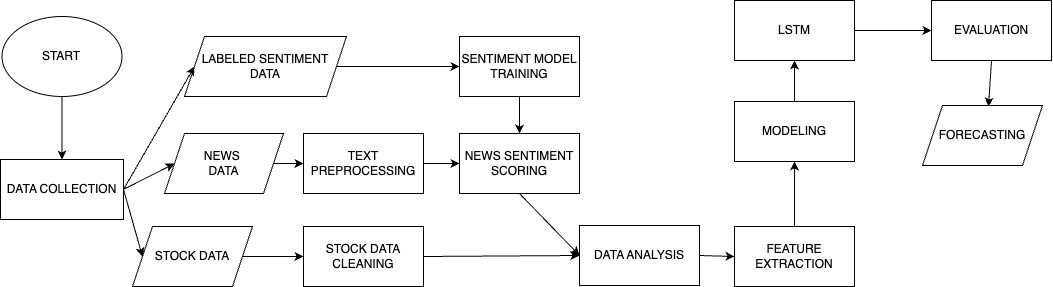 START
DATA COLLECTION
LABELED SENTIMENT
DATA
SENTIMENT MODEL
TRAINING
NEWS
DATA
TEXT
PREPROCESSING
NEWS SENTIMENT
SCORING
STOCK DATA
STOCK DATA
CLEANING
DATA ANALYSIS
FEATURE
EXTRACTION
MODELING
LSTM
EVALUATION
FORECASTING